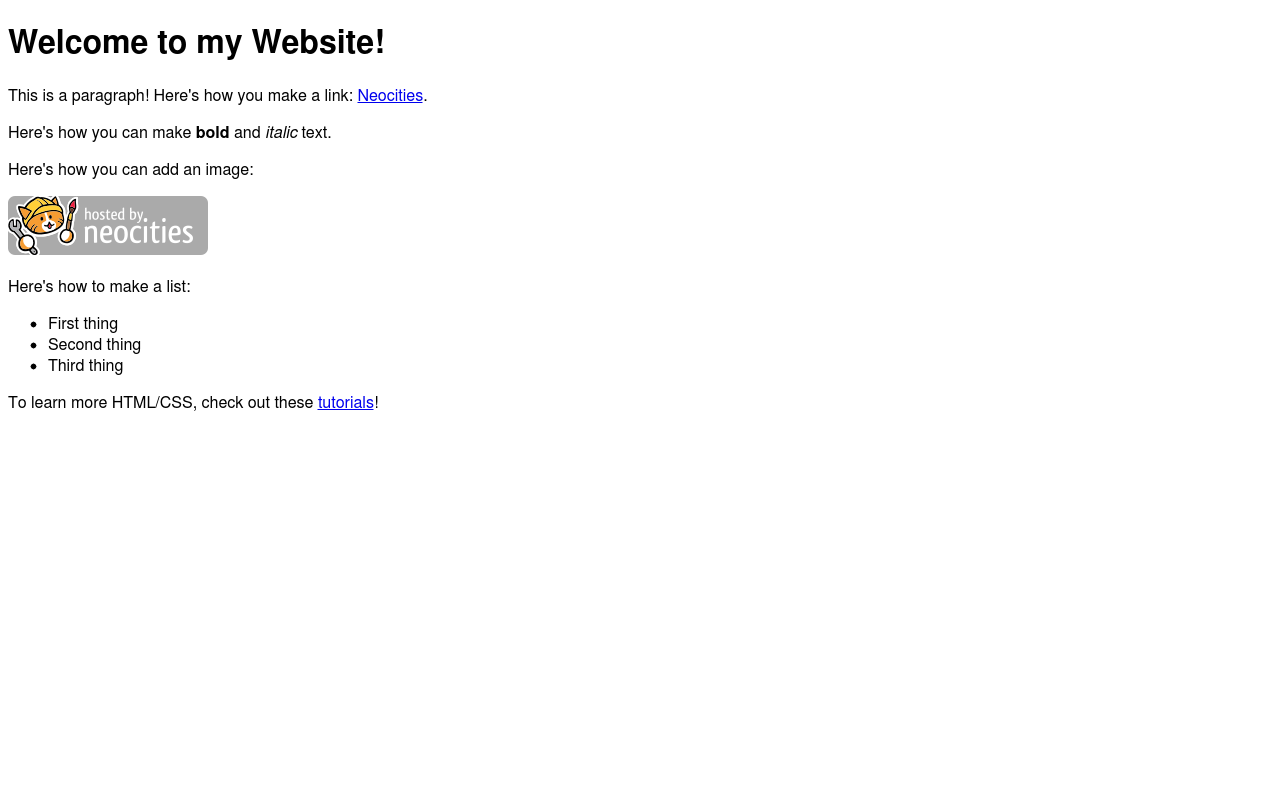 Welcome to my Website!
This is a paragraph! Here's how you make a link: Neocities.
Here's how you can make bold and italic text.
Here's how you can add an image:
hosted by
neocities
Here's how to make a list:
First thing
Second thing
Third thing
To learn more HTML/CSS, check out these tutorials!